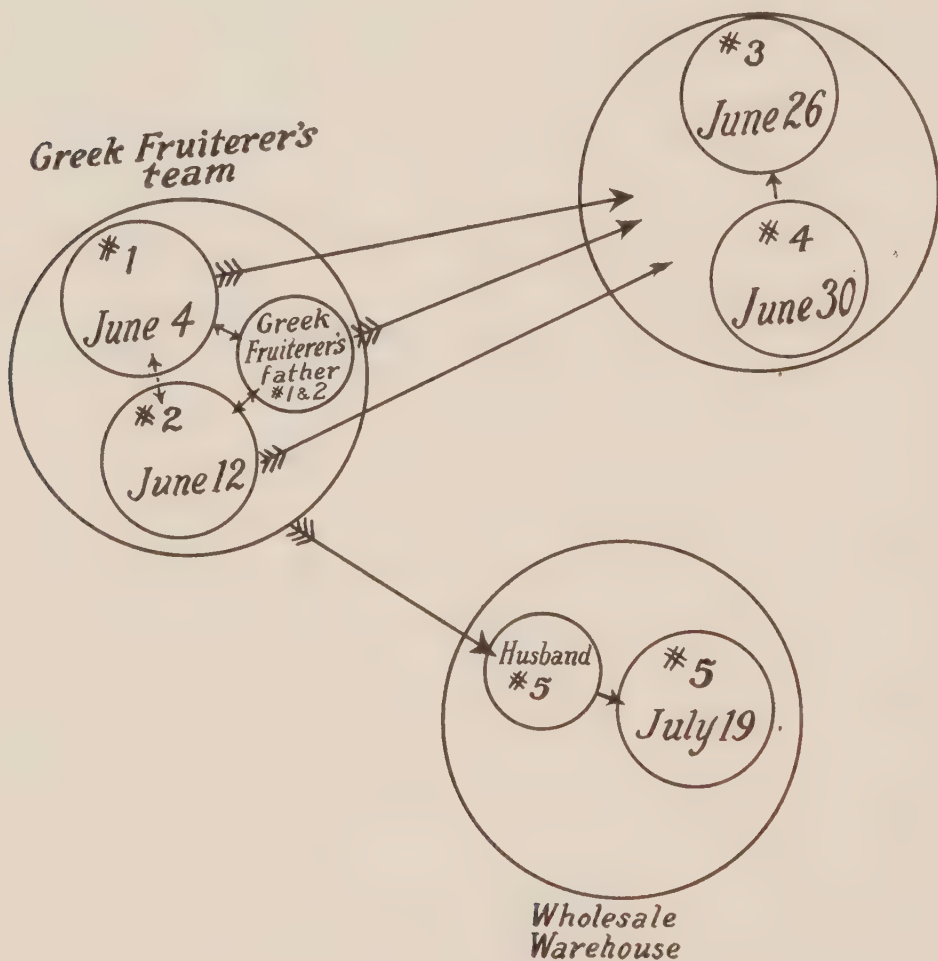 Greek Fruiterer's
team
#1
June 4
Greek
Fruiterer's
father
#1 & 2
#2
June 12
#3
June 26
#4
June 30
Husband
#5
#5
July 19
Wholesale
Warehouse